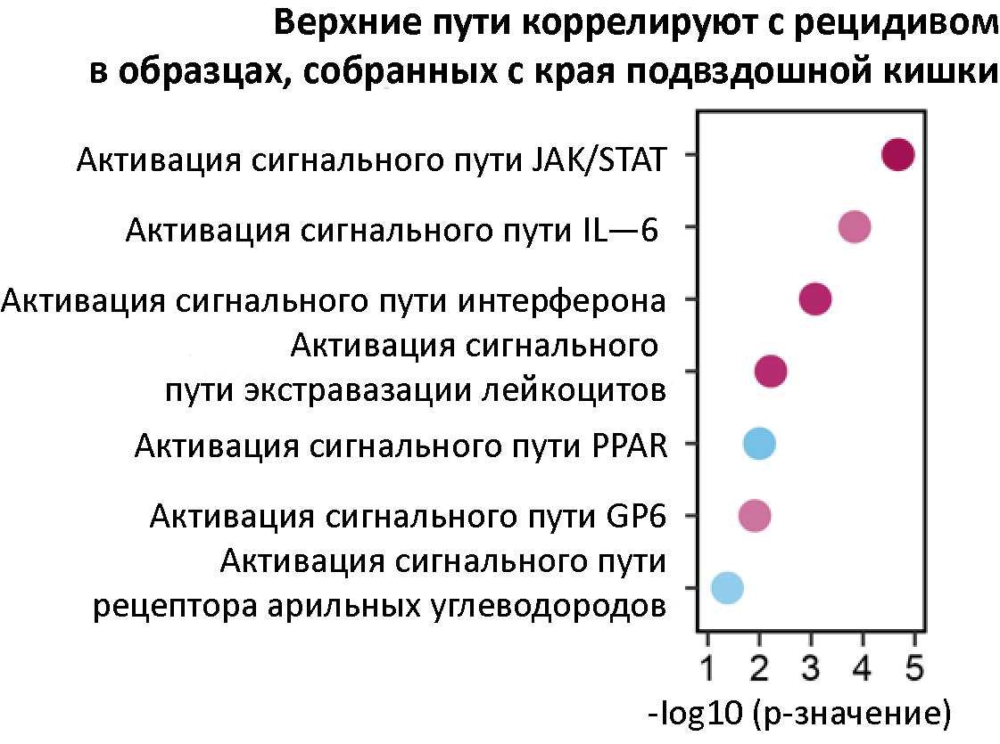 Верхние пути коррелируют с рецидивом
в образцах, собранных с края подвздошной кишки
Активация сигнального пути JAK/STAT
Активация сигнального пути IL—6
Активация сигнального пути интерферона
Активация сигнального
пути экстравазации лейкоцитов
Активация сигнального пути PPAR
Активация сигнального пути GP6
Активация сигнального пути
рецептора арильных углеводородов
1 2 3 4 5
-log10 (p-значение)